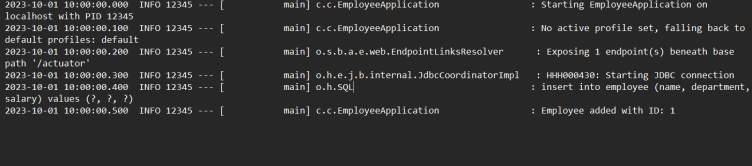 2023-10-01 10:00:00.000  INFO 12345 --- [           main] c.c.EmployeeApplication                  : Starting EmployeeApplication on
localhost with PID 12345
2023-10-01 10:00:00.100  INFO 12345 --- [           main] c.c.EmployeeApplication                  : No active profile set, falling back to
default profiles: default
2023-10-01 10:00:00.200  INFO 12345 --- [           main] o.s.b.a.e.web.EndpointLinksResolver      : Exposing 1 endpoint(s) beneath base
path '/actuator'
2023-10-01 10:00:00.300  INFO 12345 --- [           main] o.h.e.j.b.internal.JdbcCoordinatorImpl   : HHH000430: Starting JDBC connection
2023-10-01 10:00:00.400  INFO 12345 --- [           main] o.h.SQL                                  : insert into employee (name, department,
salary) values (?, ?, ?)
2023-10-01 10:00:00.500  INFO 12345 --- [           main] c.c.EmployeeApplication                  : Employee added with ID: 1